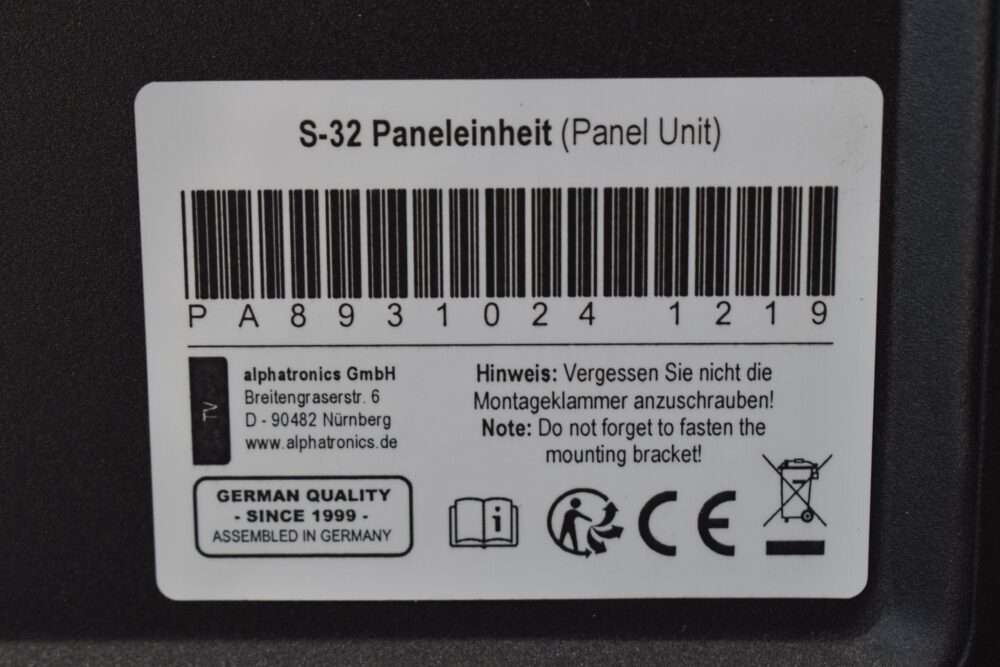 S-32 Paneleinheit (Panel Unit)
PA8931024 1219
TV
alphatronics GmbH
Breitengraserstr. 6
D - 90482 Nürnberg
www.alphatronics.de
Hinweis: Vergessen Sie nicht die
Montageklammer anzuschrauben!
Note: Do not forget to fasten the
mounting bracket!
GERMAN QUALITY
- SINCE 1999 -
ASSEMBLED IN GERMANY
i
CE